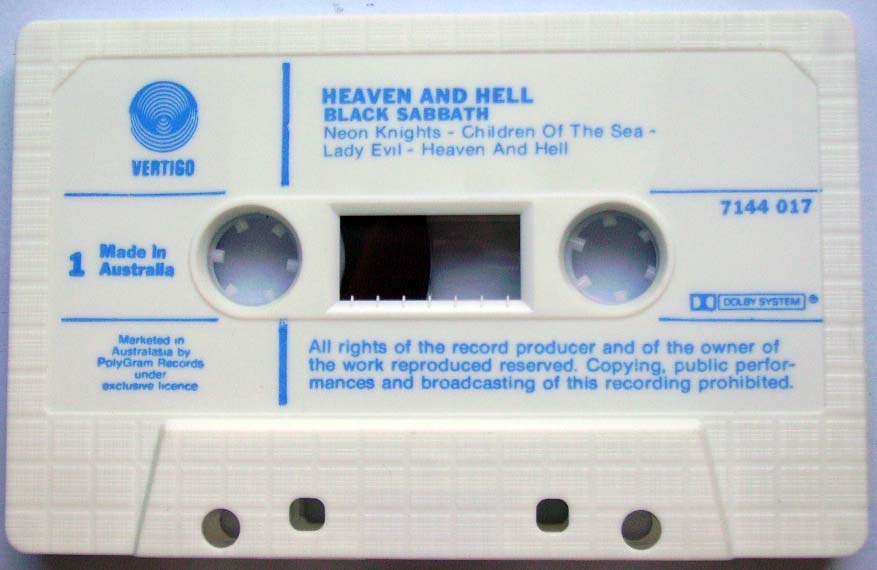 VERTIGO
HEAVEN AND HELL
BLACK SABBATH
Neon Knights - Children Of The Sea -
Lady Evil - Heaven And Hell
7144 017
1
Made in
Australia
DOLBY SYSTEM ®
Marketed in
Australasia by
PolyGram Records
under
exclusive licence
All rights of the record producer and of the owner of
the work reproduced reserved. Copying, public perfor-
mances and broadcasting of this recording prohibited.